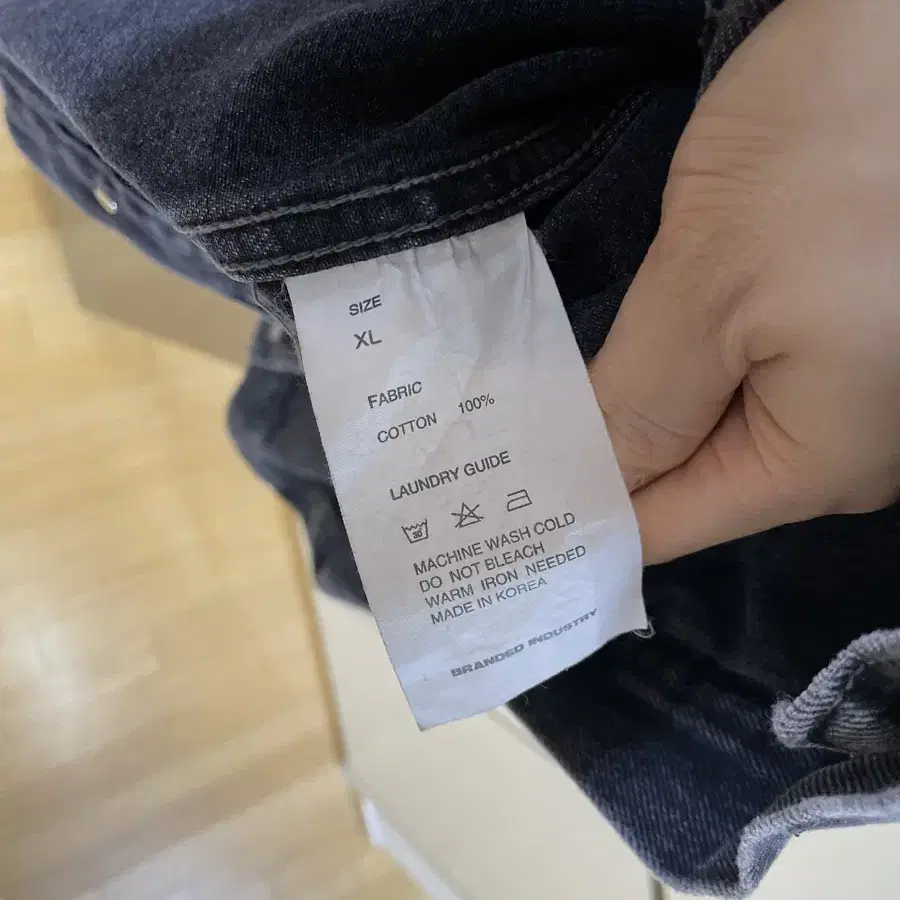 SIZE
XL
FABRIC
COTTON 100%
LAUNDRY GUIDE
30
MACHINE WASH COLD
DO NOT BLEACH
WARM IRON NEEDED
MADE IN KOREA
BRANDED INDUSTRY